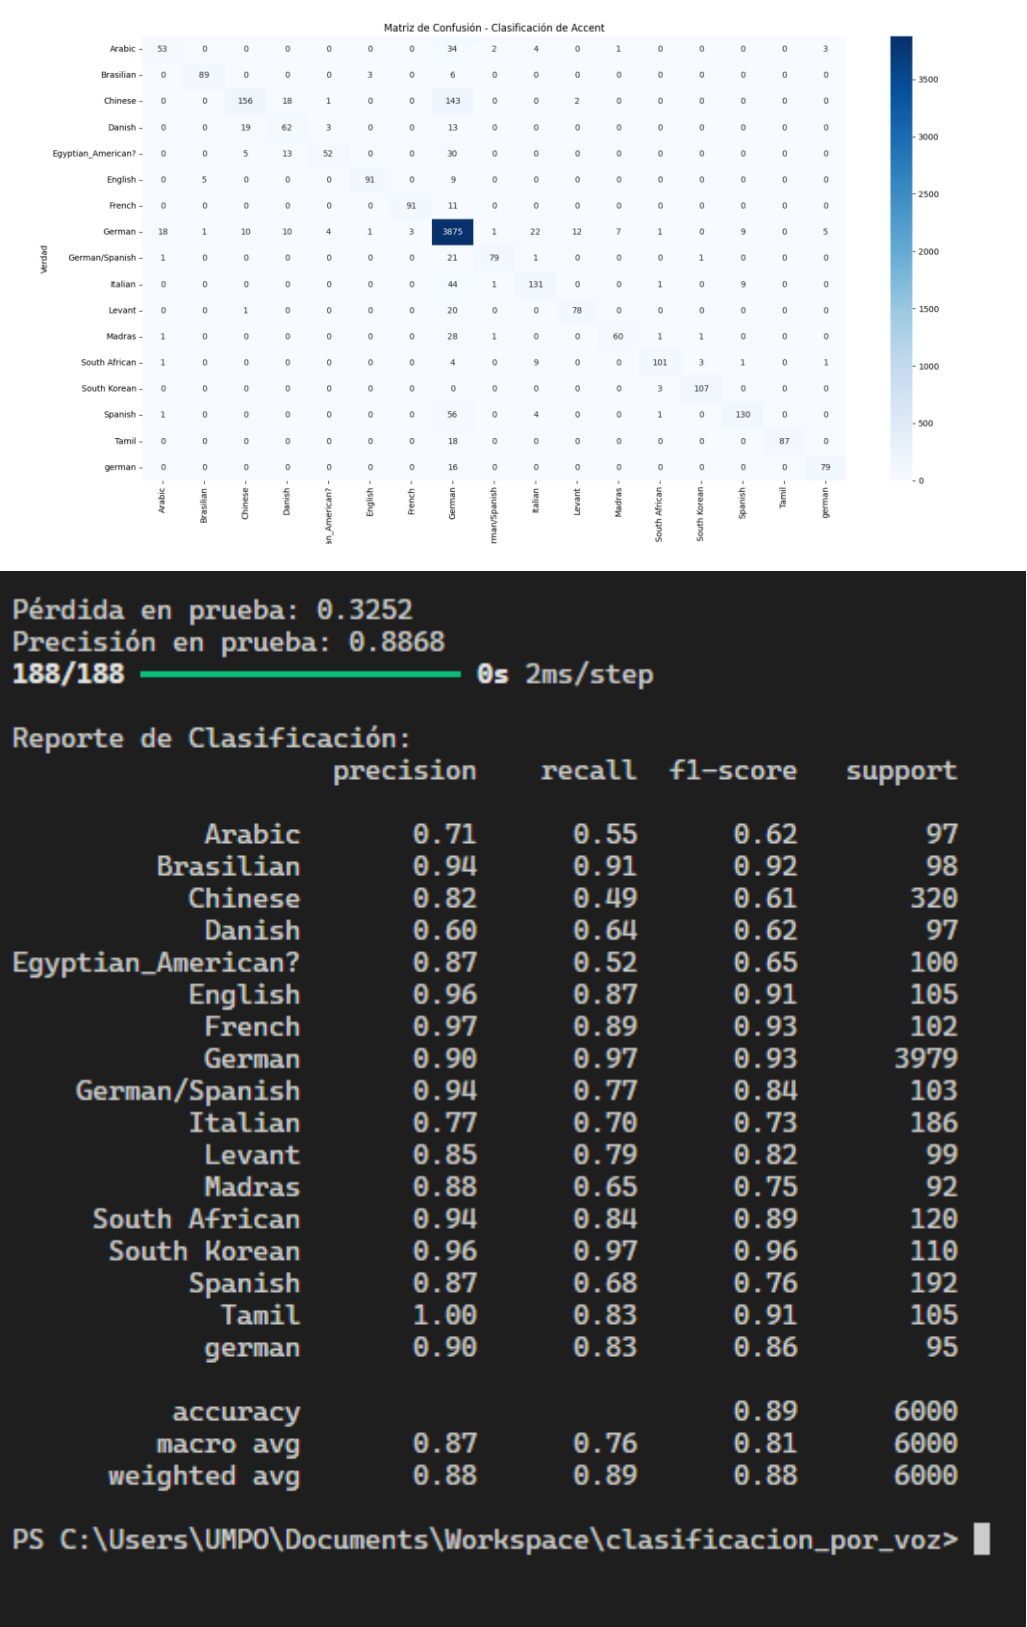 Matriz de Confusión - Clasificación de Accent
Verdad
Arabic 53 0 0 0 0 0 0 34 2 4 0 1 0 0 0 0 3
Brasilian 0 89 0 0 0 3 0 6 0 0 0 0 0 0 0 0 0
Chinese 0 0 156 18 1 0 0 143 0 0 2 0 0 0 0 0 0
Danish 0 0 19 62 3 0 0 13 0 0 0 0 0 0 0 0 0
Egyptian_American? 0 0 5 13 52 0 0 30 0 0 0 0 0 0 0 0 0
English 0 5 0 0 0 91 0 9 0 0 0 0 0 0 0 0 0
French 0 0 0 0 0 0 91 11 0 0 0 0 0 0 0 0 0
German 18 1 10 10 4 1 3 3875 1 22 12 7 1 0 9 0 5
German/Spanish 1 0 0 0 0 0 0 21 79 1 0 0 0 1 0 0 0
Italian 0 0 0 0 0 0 0 44 1 131 0 0 1 0 9 0 0
Levant 0 0 1 0 0 0 0 20 0 0 78 0 0 0 0 0 0
Madras 1 0 0 0 0 0 0 28 1 0 0 60 1 1 0 0 0
South African 1 0 0 0 0 0 0 4 0 9 0 0 101 3 1 0 1
South Korean 0 0 0 0 0 0 0 0 0 0 0 0 3 107 0 0 0
Spanish 1 0 0 0 0 0 0 56 0 4 0 0 1 0 130 0 0
Tamil 0 0 0 0 0 0 0 18 0 0 0 0 0 0 0 87 0
german 0 0 0 0 0 0 0 16 0 0 0 0 0 0 0 0 79
Arabic Brasilian Chinese Danish an_American? English French German rman/Spanish Italian Levant Madras South African South Korean Spanish Tamil german
3500
3000
2500
2000
1500
1000
500
0
Pérdida en prueba: 0.3252
Precisión en prueba: 0.8868
188/188 0s 2ms/step
Reporte de Clasificación:
precision recall f1-score support
Arabic 0.71 0.55 0.62 97
Brasilian 0.94 0.91 0.92 98
Chinese 0.82 0.49 0.61 320
Danish 0.60 0.64 0.62 97
Egyptian_American? 0.87 0.52 0.65 100
English 0.96 0.87 0.91 105
French 0.97 0.89 0.93 102
German 0.90 0.97 0.93 3979
German/Spanish 0.94 0.77 0.84 103
Italian 0.77 0.70 0.73 186
Levant 0.85 0.79 0.82 99
Madras 0.88 0.65 0.75 92
South African 0.94 0.84 0.89 120
South Korean 0.96 0.97 0.96 110
Spanish 0.87 0.68 0.76 192
Tamil 1.00 0.83 0.91 105
german 0.90 0.83 0.86 95
accuracy 0.89 6000
macro avg 0.87 0.76 0.81 6000
weighted avg 0.88 0.89 0.88 6000
PS C:\Users\UMPO\Documents\Workspace\clasificacion_por_voz>